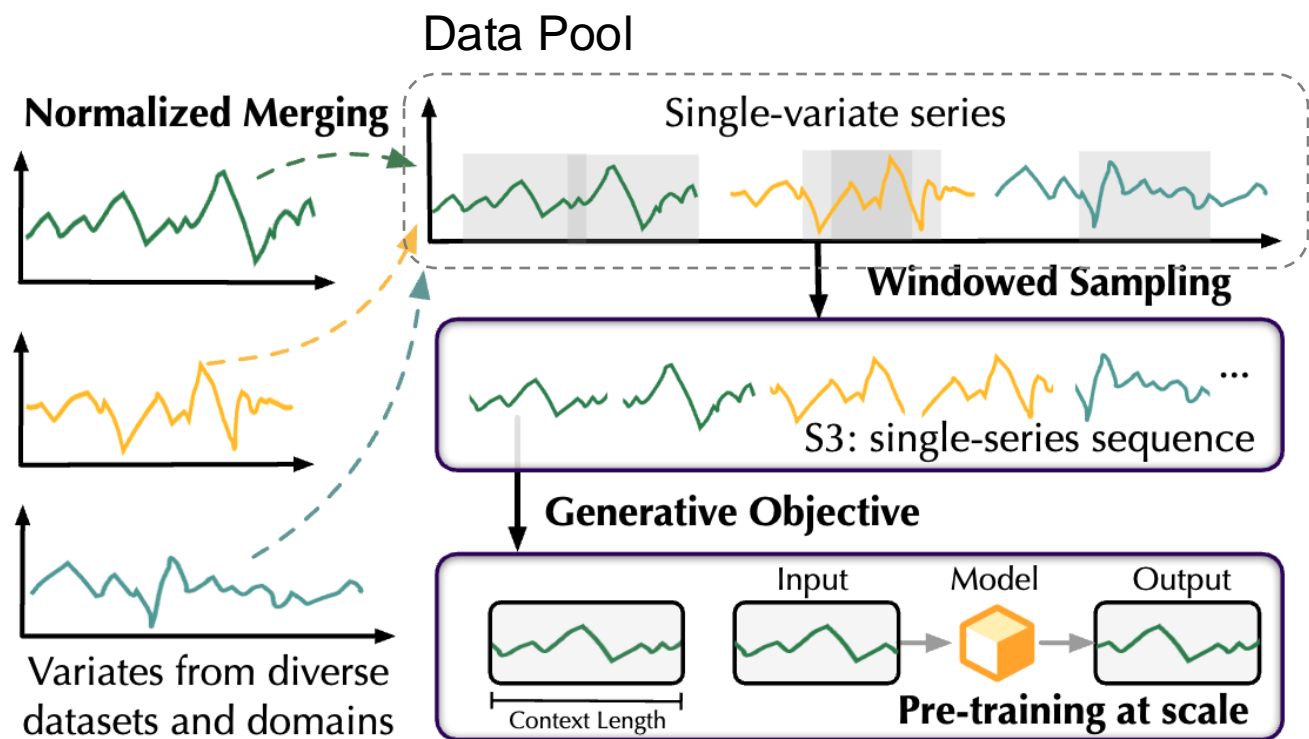 Data Pool
Normalized Merging
Single-variate series
Windowed Sampling
...
S3: single-series sequence
Generative Objective
Input
Model
Output
Context Length
Pre-training at scale
Variates from diverse
datasets and domains